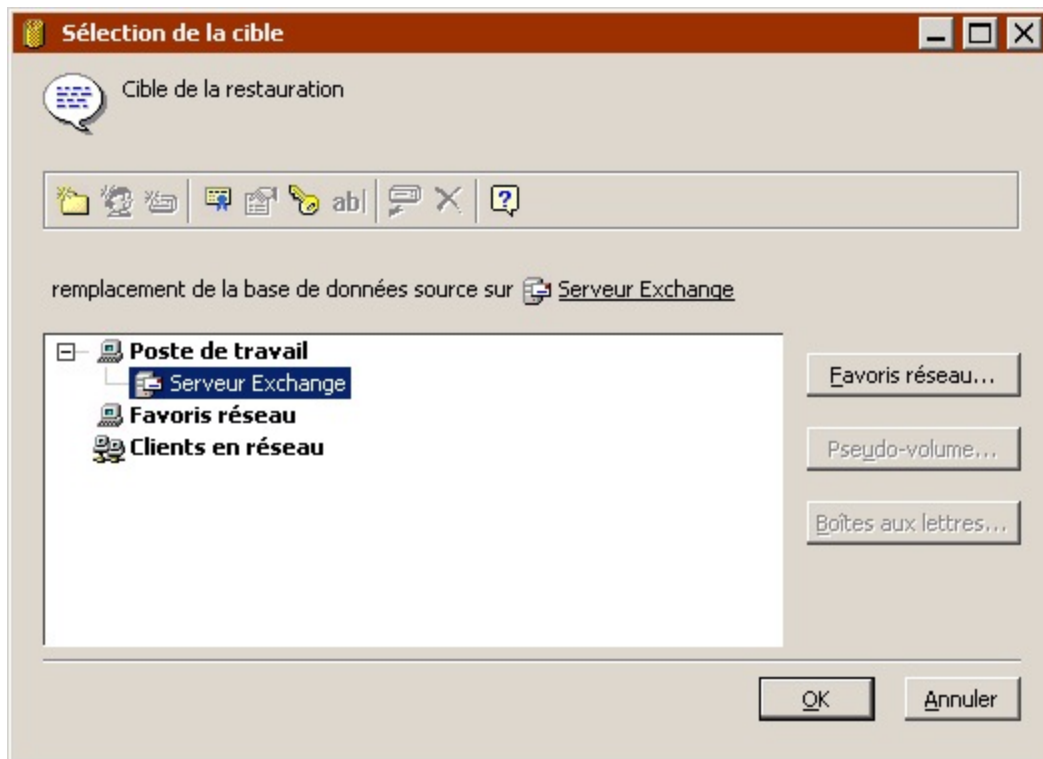 Sélection de la cible
Cible de la restauration
ab|
remplacement de la base de données source sur Serveur Exchange
Poste de travail
Serveur Exchange
Favoris réseau
Clients en réseau
Favoris réseau...
Pseudo-volume...
Boîtes aux lettres...
OK
Annuler